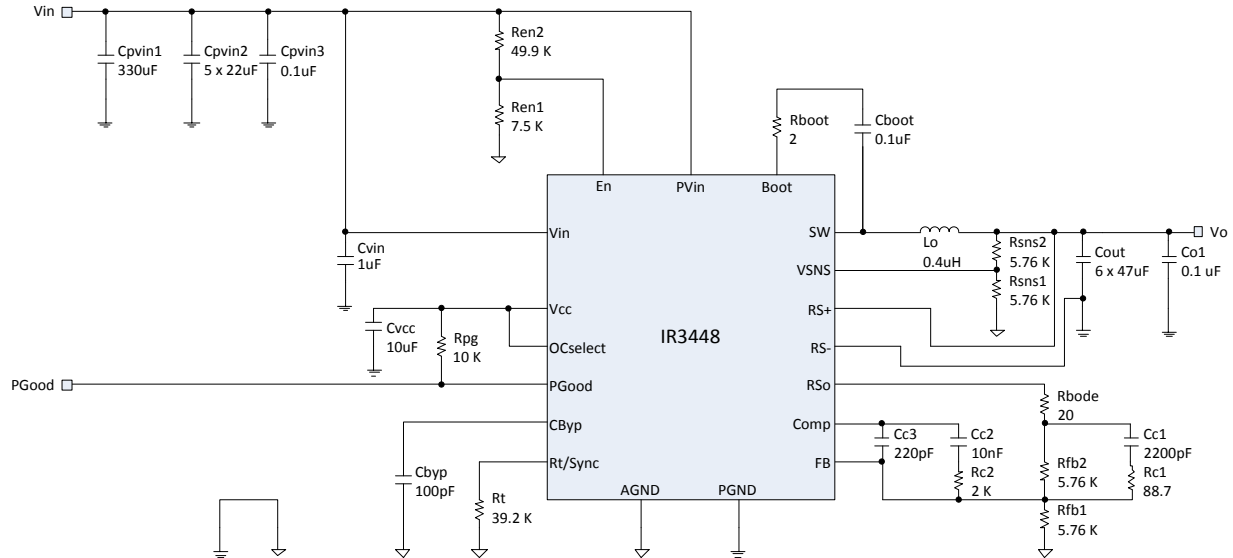 Vin
Cpvin1
330uF
Cpvin2
5 x 22uF
Cpvin3
0.1uF
Ren2
49.9 K
Ren1
7.5 K
Rboot
2
Cboot
0.1uF
En
PVin
Boot
Vin
Cvin
1uF
Vcc
Cvcc
10uF
Rpg
10 K
OCselect
PGood
PGood
CByp
Cbyp
100pF
Rt/Sync
Rt
39.2 K
AGND
PGND
IR3448
SW
VSNS
RS+
RS-
RSo
Comp
FB
Lo
0.4uH
Rsns2
5.76 K
Rsns1
5.76 K
Cout
6 x 47uF
Vo
Co1
0.1 uF
Rbode
20
Cc3
220pF
Cc2
10nF
Rc2
2 K
Rfb2
5.76 K
Cc1
2200pF
Rc1
88.7
Rfb1
5.76 K